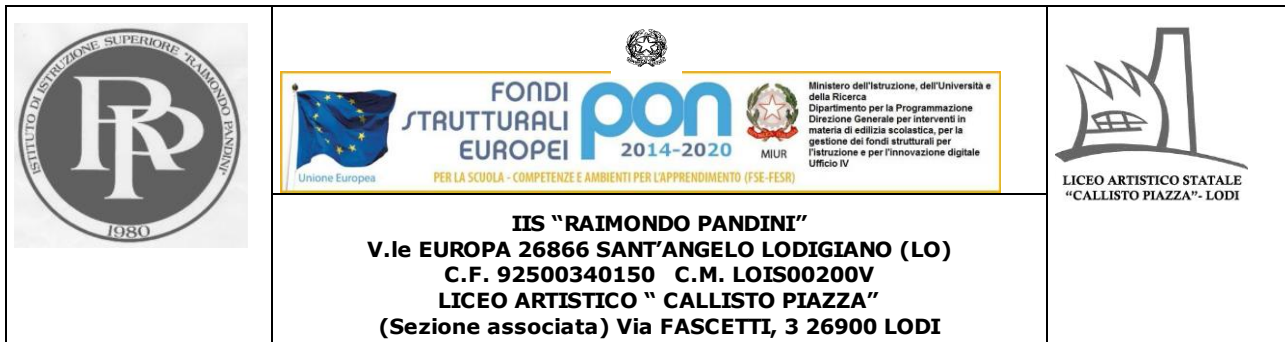 ISTITUTO DI ISTRUZIONE SUPERIORE "RAIMONDO PANDINI"
RP
1980
Unione Europea
FONDI
STRUTTURALI
EUROPEI
pon
2014-2020
MIUR
Ministero dell'Istruzione, dell'Università e
della Ricerca
Dipartimento per la Programmazione
Direzione Generale per interventi in
materia di edilizia scolastica, per la
gestione dei fondi strutturali per
l'istruzione e per l'innovazione digitale
Ufficio IV
PER LA SCUOLA - COMPETENZE E AMBIENTI PER L'APPRENDIMENTO (FSE-FESR)
IIS “RAIMONDO PANDINI”
V.le EUROPA 26866 SANT’ANGELO LODIGIANO (LO)
C.F. 92500340150 C.M. LOIS00200V
LICEO ARTISTICO “ CALLISTO PIAZZA”
(Sezione associata) Via FASCETTI, 3 26900 LODI
LICEO ARTISTICO STATALE
“CALLISTO PIAZZA”- LODI